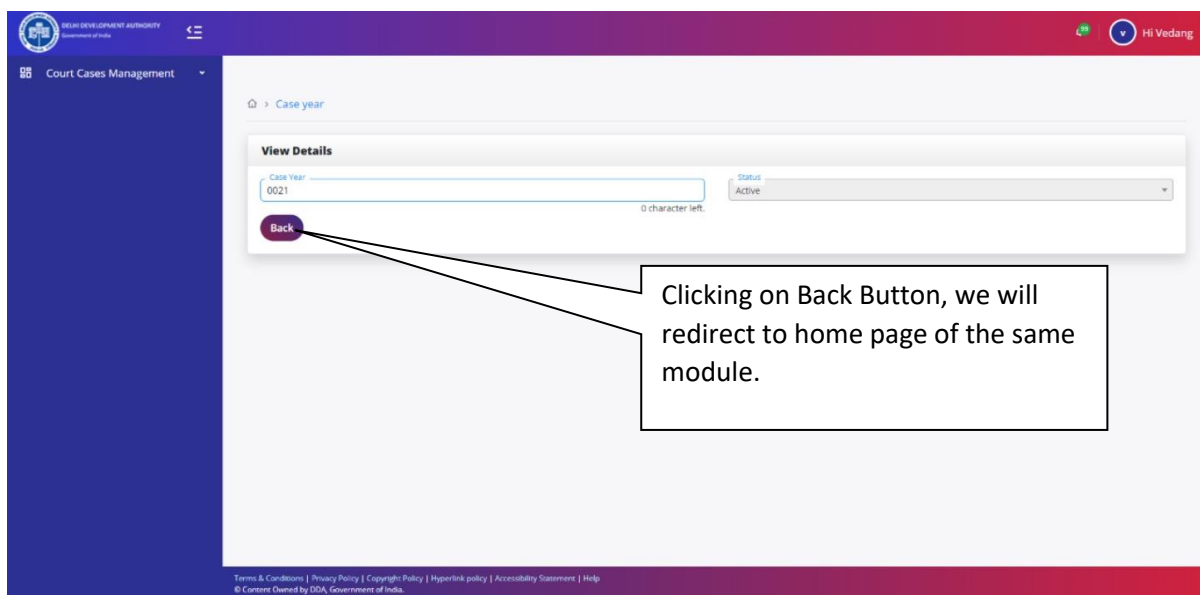 DELHI DEVELOPMENT AUTHORITY
Government of India
99
v
Hi Vedang
Court Cases Management
> Case year
View Details
Case Year
0021
0 character left.
Status
Active
Back
Clicking on Back Button, we will
redirect to home page of the same
module.
Terms & Conditions | Privacy Policy | Copyright Policy | Hyperlink policy | Accessibility Statement | Help
© Content Owned by DDA, Government of India.